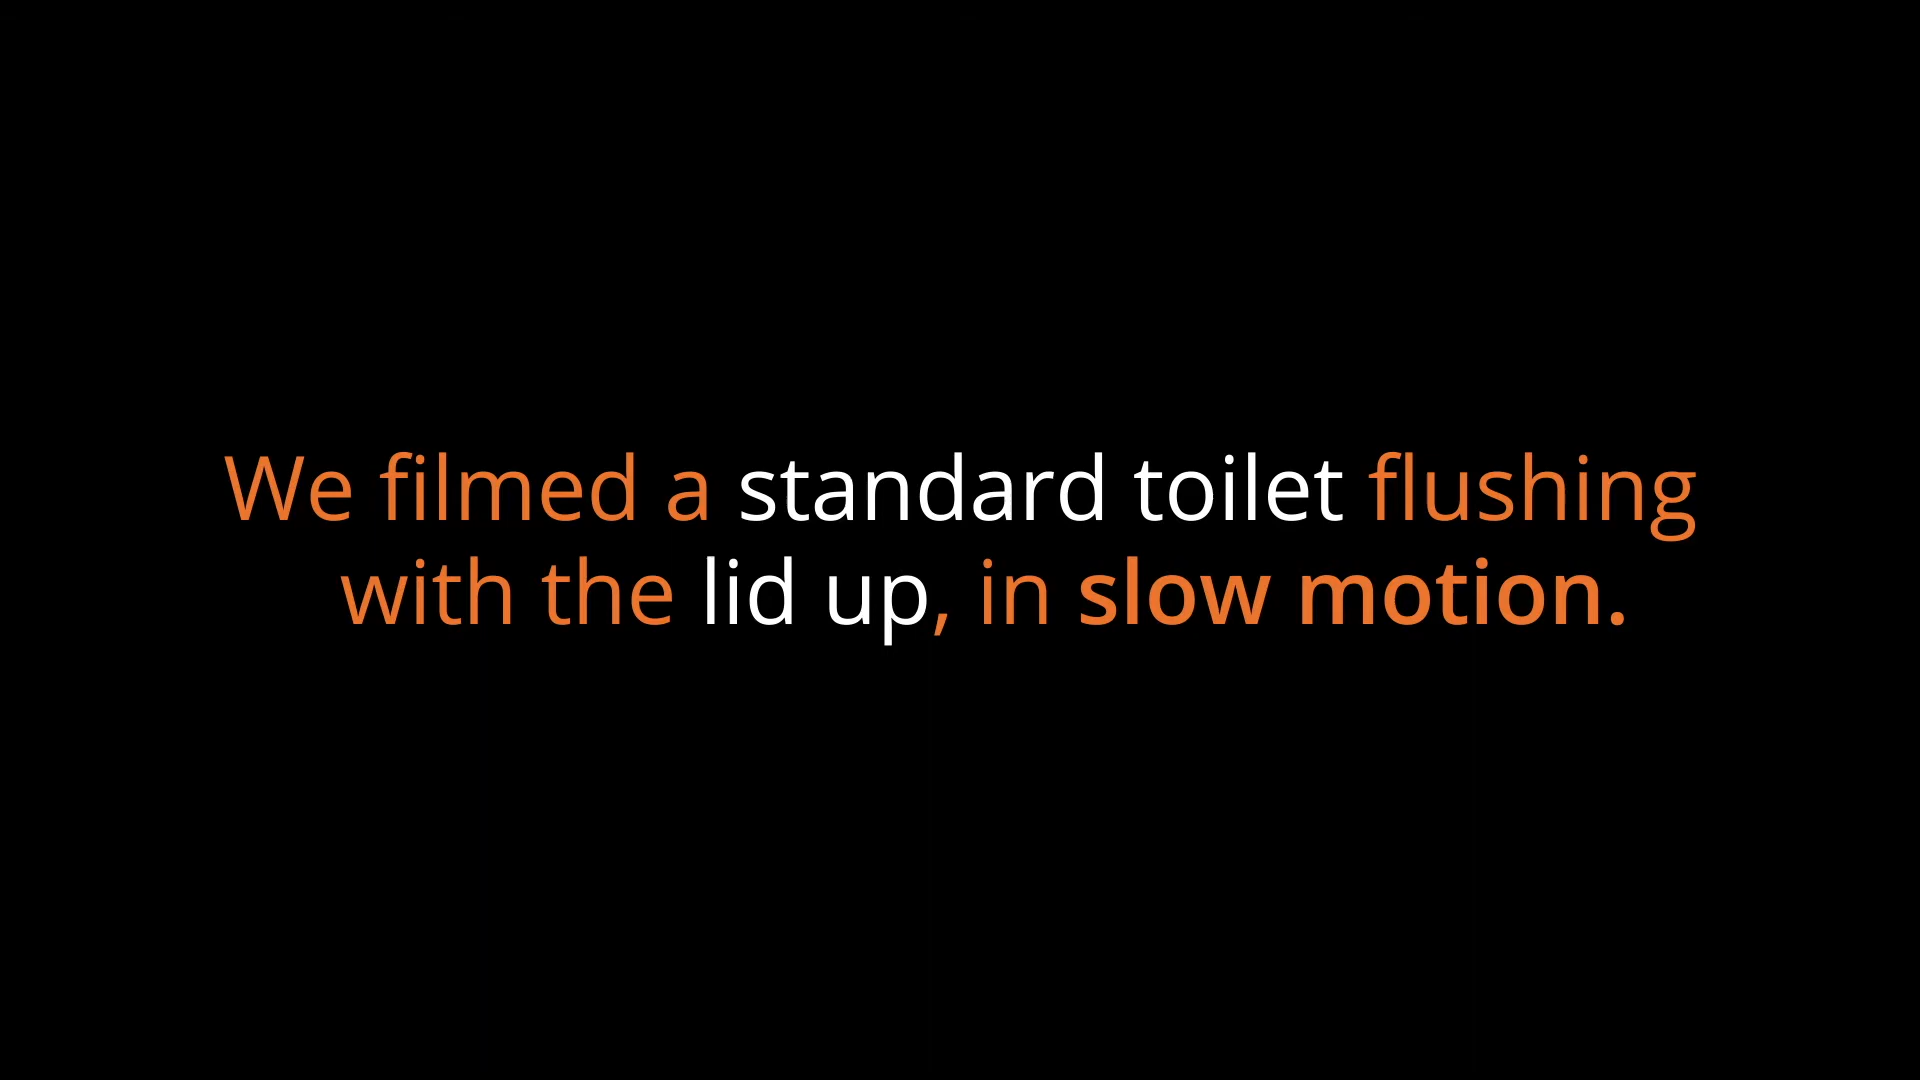 We filmed a standard toilet flushing
with the lid up, in slow motion.